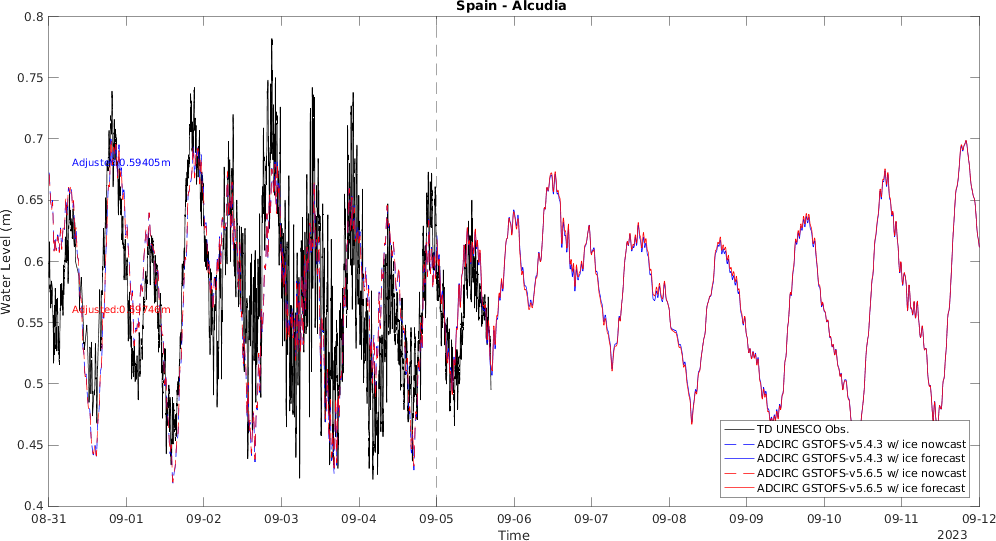 Spain - Alcudia
0.8
0.75
0.7
0.65
0.6
0.55
0.5
0.45
0.4
Water Level (m)
Adjusted:0.59405m
Adjusted:0.59746m
TD UNESCO Obs.
ADCIRC GSTOFS-v5.4.3 w/ ice nowcast
ADCIRC GSTOFS-v5.4.3 w/ ice forecast
ADCIRC GSTOFS-v5.6.5 w/ ice nowcast
ADCIRC GSTOFS-v5.6.5 w/ ice forecast
08-31 09-01 09-02 09-03 09-04 09-05 09-06 09-07 09-08 09-09 09-10 09-11 09-12
Time
2023